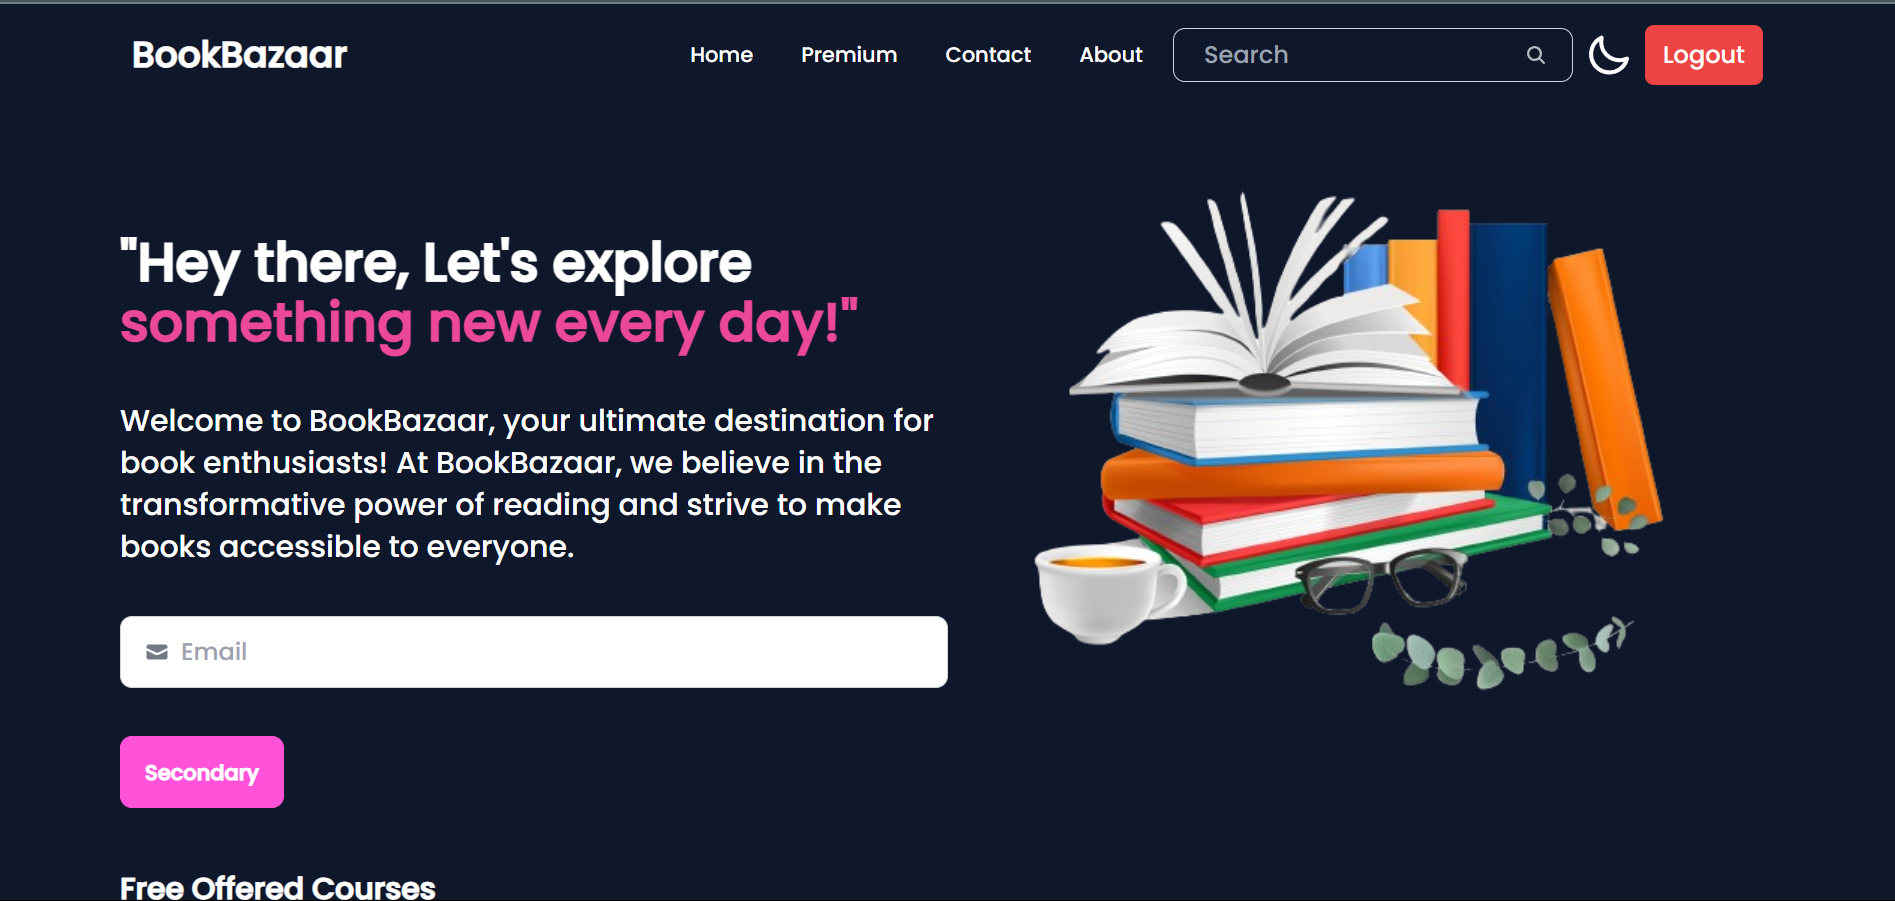 BookBazaar
Home
Premium
Contact
About
Search
Logout
"Hey there, Let's explore
something new every day!"
Welcome to BookBazaar, your ultimate destination for
book enthusiasts! At BookBazaar, we believe in the
transformative power of reading and strive to make
books accessible to everyone.
Email
Secondary
Free Offered Courses